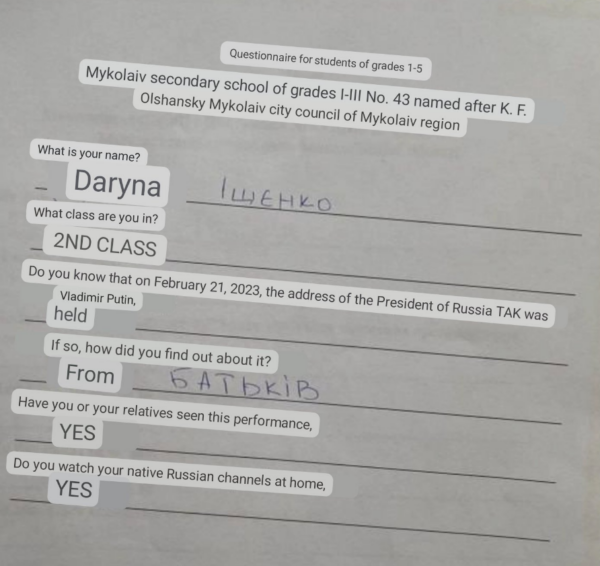 Questionnaire for students of grades 1-5
Mykolaiv secondary school of grades I-III No. 43 named after K. F.
Olshansky Mykolaiv city council of Mykolaiv region
What is your name?
Daryna ІЩЕНКО
What class are you in?
2ND CLASS
Do you know that on February 21, 2023, the address of the President of Russia TAK was
Vladimir Putin,
held
If so, how did you find out about it?
From БАТЬКІВ
Have you or your relatives seen this performance,
YES
Do you watch your native Russian channels at home,
YES